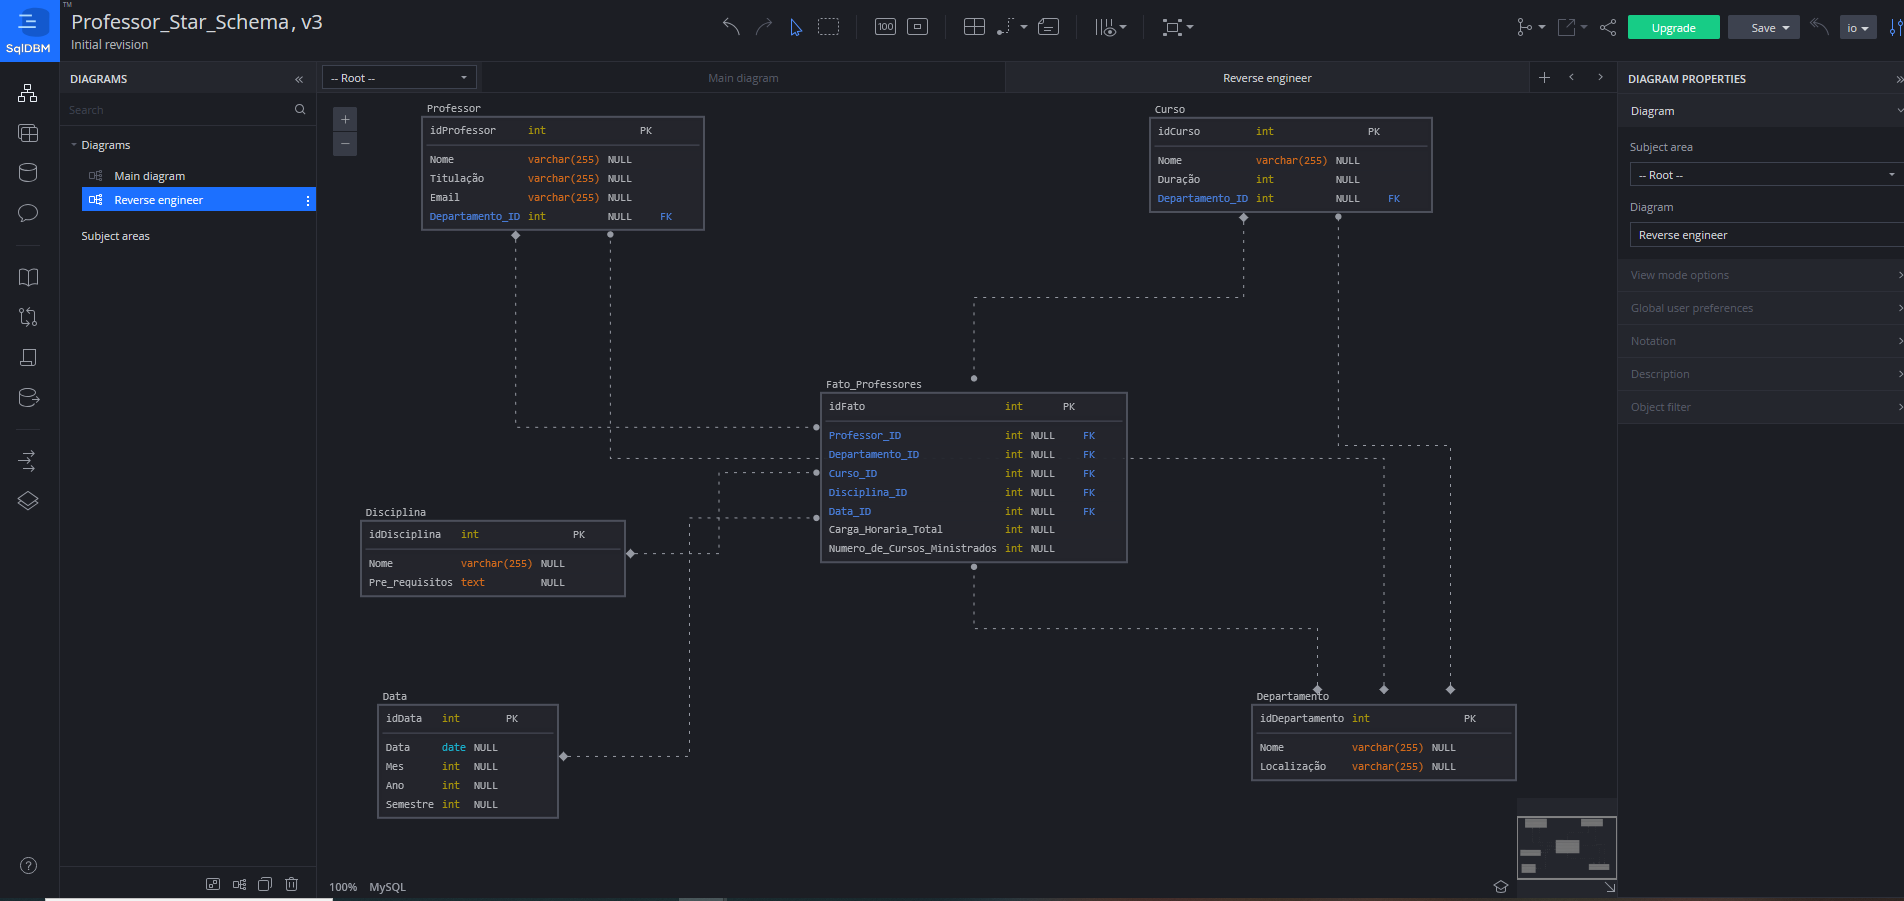 TM
SqlDBM
Professor_Star_Schema, v3
Initial revision
100
Upgrade
Save
io
DIAGRAMS
«
-- Root --
Main diagram
Reverse engineer
DIAGRAM PROPERTIES
»
Search
Diagrams
Main diagram
Reverse engineer
Subject areas
Diagram
Subject area
-- Root --
Diagram
Reverse engineer
View mode options
Global user preferences
Notation
Description
Object filter
Professor
idProfessor int PK
Nome varchar(255) NULL
Titulação varchar(255) NULL
Email varchar(255) NULL
Departamento_ID int NULL FK
Curso
idCurso int PK
Nome varchar(255) NULL
Duração int NULL
Departamento_ID int NULL FK
Fato_Professores
idFato int PK
Professor_ID int NULL FK
Departamento_ID int NULL FK
Curso_ID int NULL FK
Disciplina_ID int NULL FK
Data_ID int NULL FK
Carga_Horaria_Total int NULL
Numero_de_Cursos_Ministrados int NULL
Disciplina
idDisciplina int PK
Nome varchar(255) NULL
Pre_requisitos text NULL
Data
idData int PK
Data date NULL
Mes int NULL
Ano int NULL
Semestre int NULL
Departamento
idDepartamento int PK
Nome varchar(255) NULL
Localização varchar(255) NULL
100% MySQL